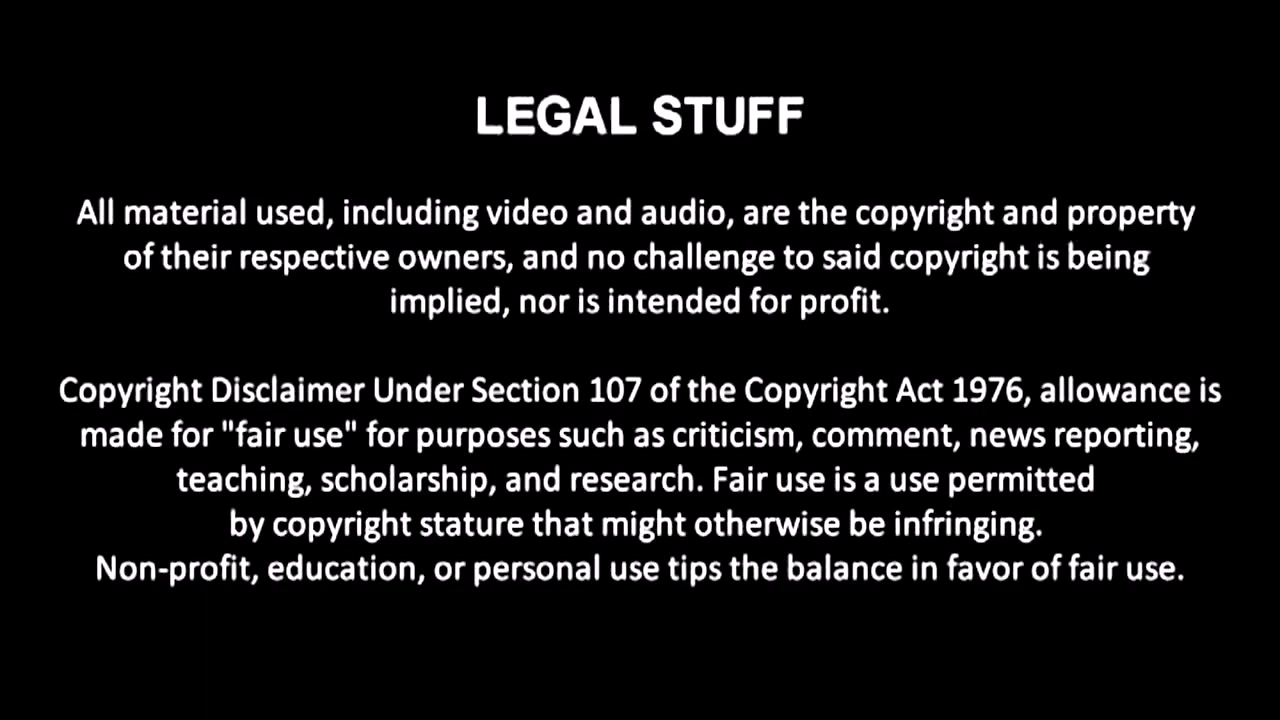 LEGAL STUFF
All material used, including video and audio, are the copyright and property
of their respective owners, and no challenge to said copyright is being
implied, nor is intended for profit.
Copyright Disclaimer Under Section 107 of the Copyright Act 1976, allowance is
made for "fair use" for purposes such as criticism, comment, news reporting,
teaching, scholarship, and research. Fair use is a use permitted
by copyright stature that might otherwise be infringing.
Non-profit, education, or personal use tips the balance in favor of fair use.